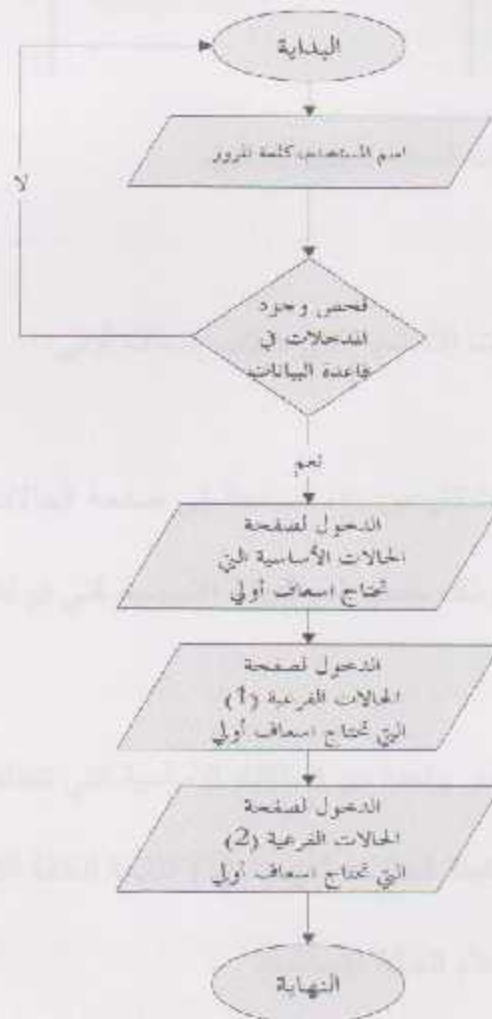 البداية
اسم المستخدم، كلمة المرور
لا
فحص وجود
المدخلات في
قاعدة البيانات
نعم
الدخول لصفحة
الحالات الأساسية التي
تحتاج اسعاف أولي
الدخول لصفحة
الحالات الفرعية (1)
التي تحتاج اسعاف أولي
الدخول لصفحة
الحالات الفرعية (2)
التي تحتاج اسعاف أولي
النهاية